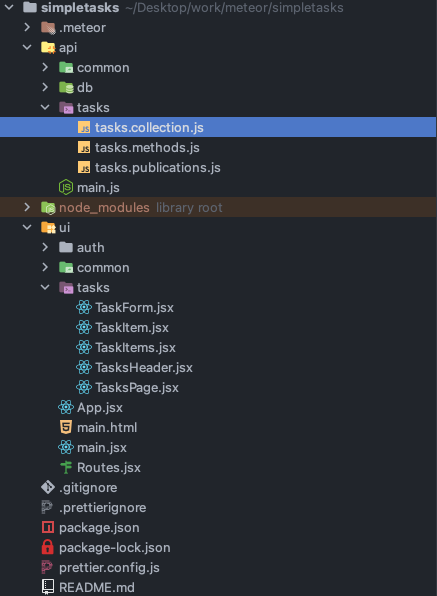 simpletasks ~/Desktop/work/meteor/simpletasks
.meteor
api
common
db
tasks
tasks.collection.js
tasks.methods.js
tasks.publications.js
main.js
node_modules library root
ui
auth
common
tasks
TaskForm.jsx
TaskItem.jsx
TaskItems.jsx
TasksHeader.jsx
TasksPage.jsx
App.jsx
main.html
main.jsx
Routes.jsx
.gitignore
.prettierignore
package.json
package-lock.json
prettier.config.js
README.md